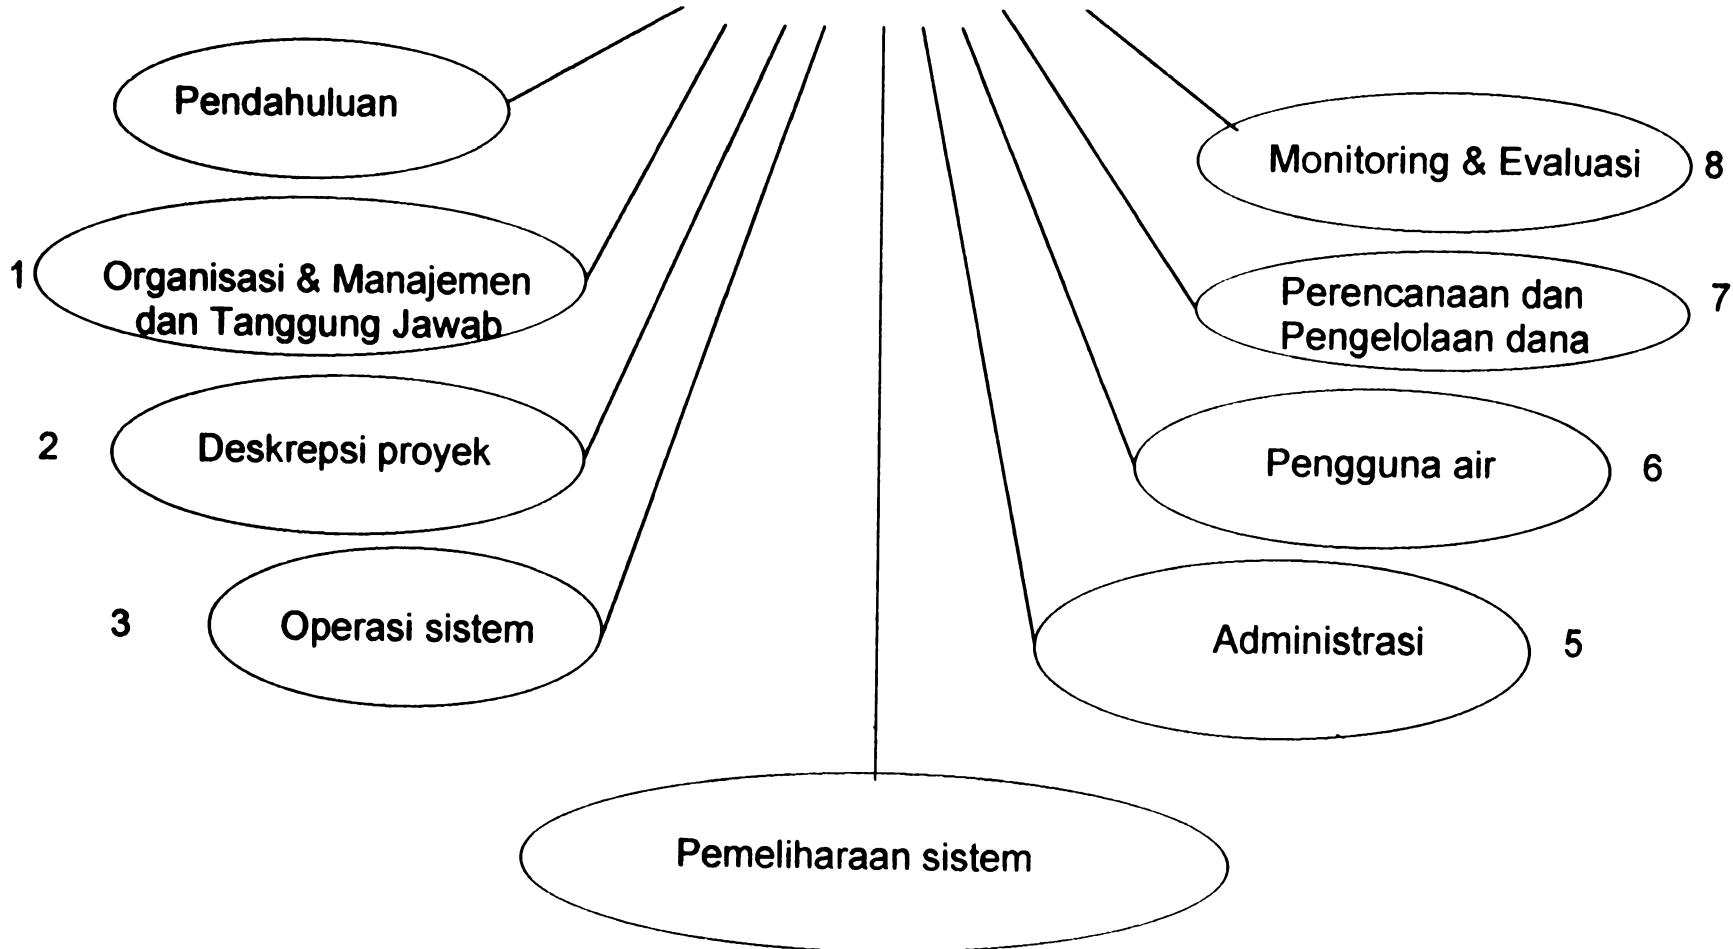 Pendahuluan
1
Organisasi & Manajemen
dan Tanggung Jawab
2
Deskrepsi proyek
3
Operasi sistem
Pemeliharaan sistem
Administrasi
5
Pengguna air
6
Perencanaan dan
Pengelolaan dana
7
Monitoring & Evaluasi
8